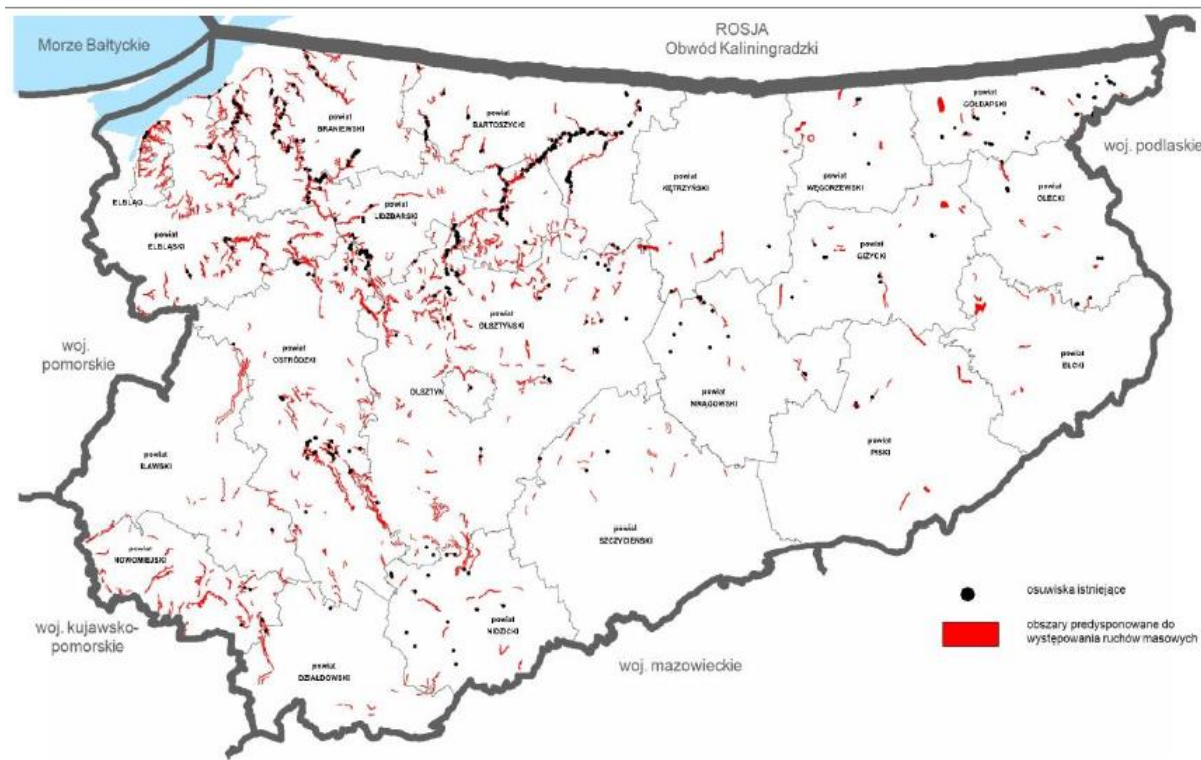 ROSJA
Obwód Kaliningradzki
Morze Bałtyckie
powiat
GOŁDAPSKI
powiat
BRANIEWSKI
powiat
BARTOSZYCKI
woj. podlaskie
powiat
KĘTRZYŃSKI
powiat
WĘGORZEWSKI
powiat
OLECKI
ELBLĄG
powiat
LIDZBARSKI
powiat
ELBLĄSKI
powiat
GIŻYCKI
powiat
OLSZTYŃSKI
woj.
pomorskie
powiat
OSTRÓDZKI
powiat
EŁCKI
OLSZTYN
powiat
MRĄGOWSKI
powiat
IŁAWSKI
powiat
PISKI
powiat
SZCZYCIEŃSKI
powiat
NOWOMIEJSKI
osuwiska istniejące
obszary predysponowane do
występowania ruchów masowych
woj. kujawsko-
pomorskie
powiat
NIDZICKI
woj. mazowieckie
powiat
DZIAŁDOWSKI